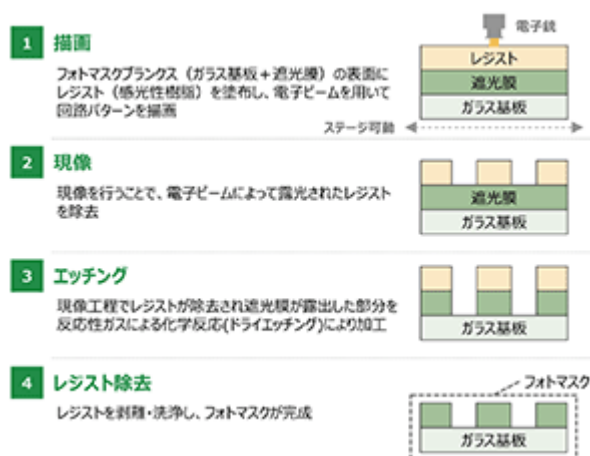 1 描画
電子銃
フォトマスクブランクス（ガラス基板＋遮光膜）の表面に
レジスト（感光性樹脂）を塗布し、電子ビームを用いて
回路パターンを描画
レジスト
遮光膜
ガラス基板
ステージ可動
2 現像
現像を行うことで、電子ビームによって露光されたレジスト
を除去
遮光膜
ガラス基板
3 エッチング
現像工程でレジストが除去され遮光膜が露出した部分を
反応性ガスによる化学反応(ドライエッチング)により加工
ガラス基板
4 レジスト除去
フォトマスク
レジストを剥離・洗浄し、フォトマスクが完成
ガラス基板